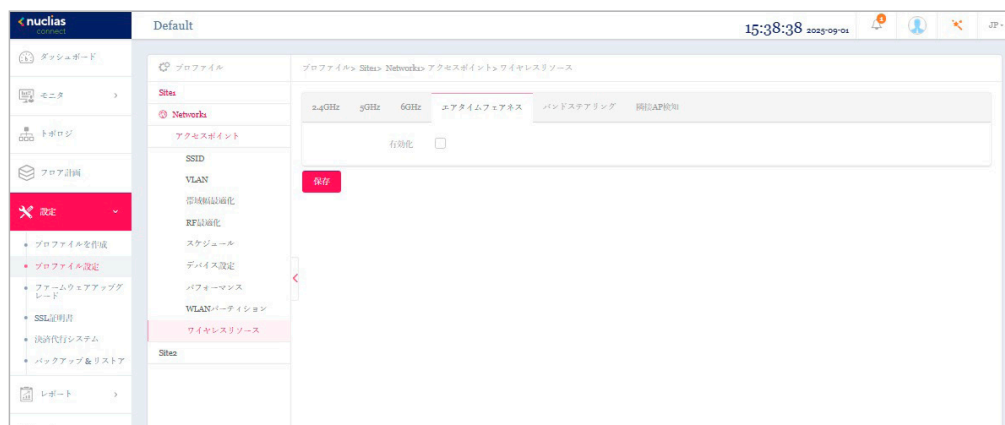 nuclias
connect
Default
15:38:38 2025-09-01
1
JP
ダッシュボード
モニタ
トポロジ
フロア計画
設定
プロファイルを作成
プロファイル設定
ファームウェアアップグ
レード
SSL証明書
決済代行システム
バックアップ & リストア
レポート
プロファイル
Site1
Network1
アクセスポイント
SSID
VLAN
帯域幅最適化
RF最適化
スケジュール
デバイス設定
パフォーマンス
WLANパーティション
ワイヤレスリソース
Site2
プロファイル> Site1> Network1> アクセスポイント> ワイヤレスリソース
2.4GHz 5GHz 6GHz エアタイムフェアネス バンドステアリング 隣接AP検知
有効化
保存